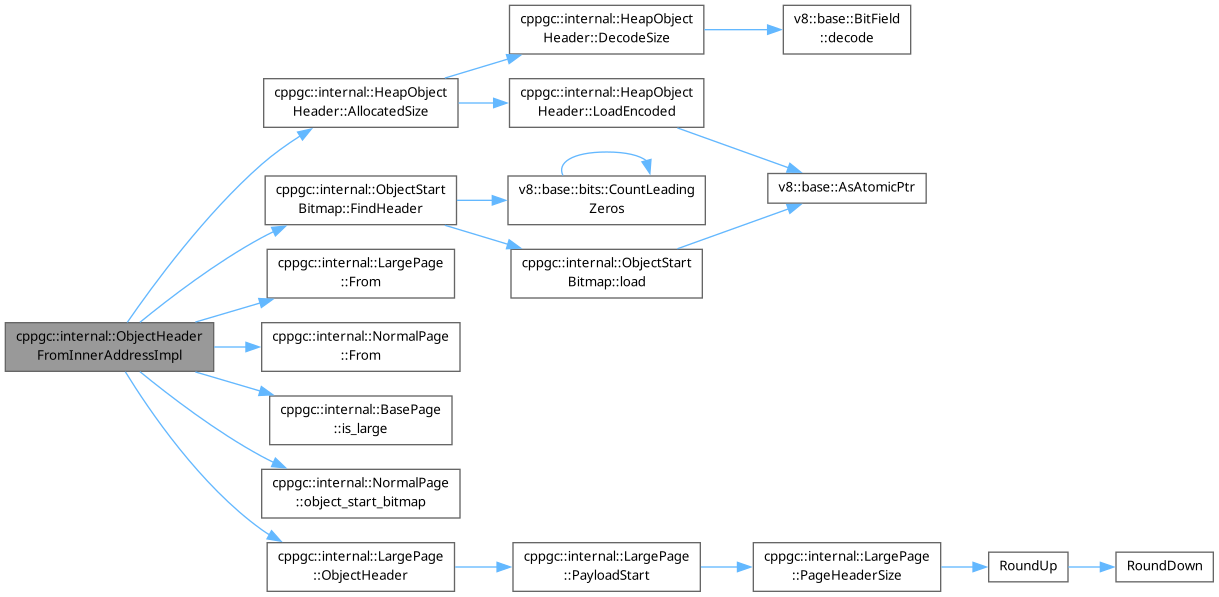 cppgc::internal::HeapObject
Header::DecodeSize
v8::base::BitField
::decode
cppgc::internal::HeapObject
Header::AllocatedSize
cppgc::internal::HeapObject
Header::LoadEncoded
cppgc::internal::ObjectStart
Bitmap::FindHeader
v8::base::bits::CountLeading
Zeros
v8::base::AsAtomicPtr
cppgc::internal::LargePage
::From
cppgc::internal::ObjectStart
Bitmap::load
cppgc::internal::ObjectHeader
FromInnerAddressImpl
cppgc::internal::NormalPage
::From
cppgc::internal::BasePage
::is_large
cppgc::internal::NormalPage
::object_start_bitmap
cppgc::internal::LargePage
::ObjectHeader
cppgc::internal::LargePage
::PayloadStart
cppgc::internal::LargePage
::PageHeaderSize
RoundUp
RoundDown